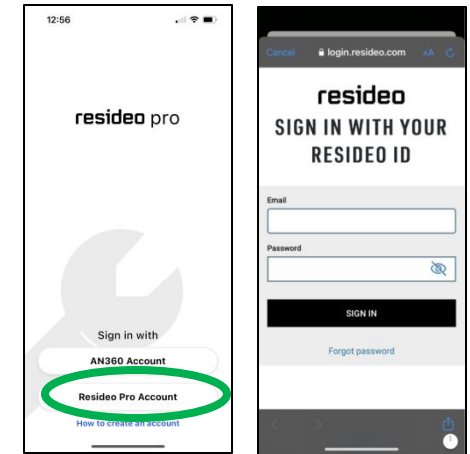 12:56
resideo pro
Sign in with
AN360 Account
Resideo Pro Account
How to create an account
Cancel
login.resideo.com
AA
resideo
SIGN IN WITH YOUR
RESIDEO ID
Email
Password
SIGN IN
Forgot password